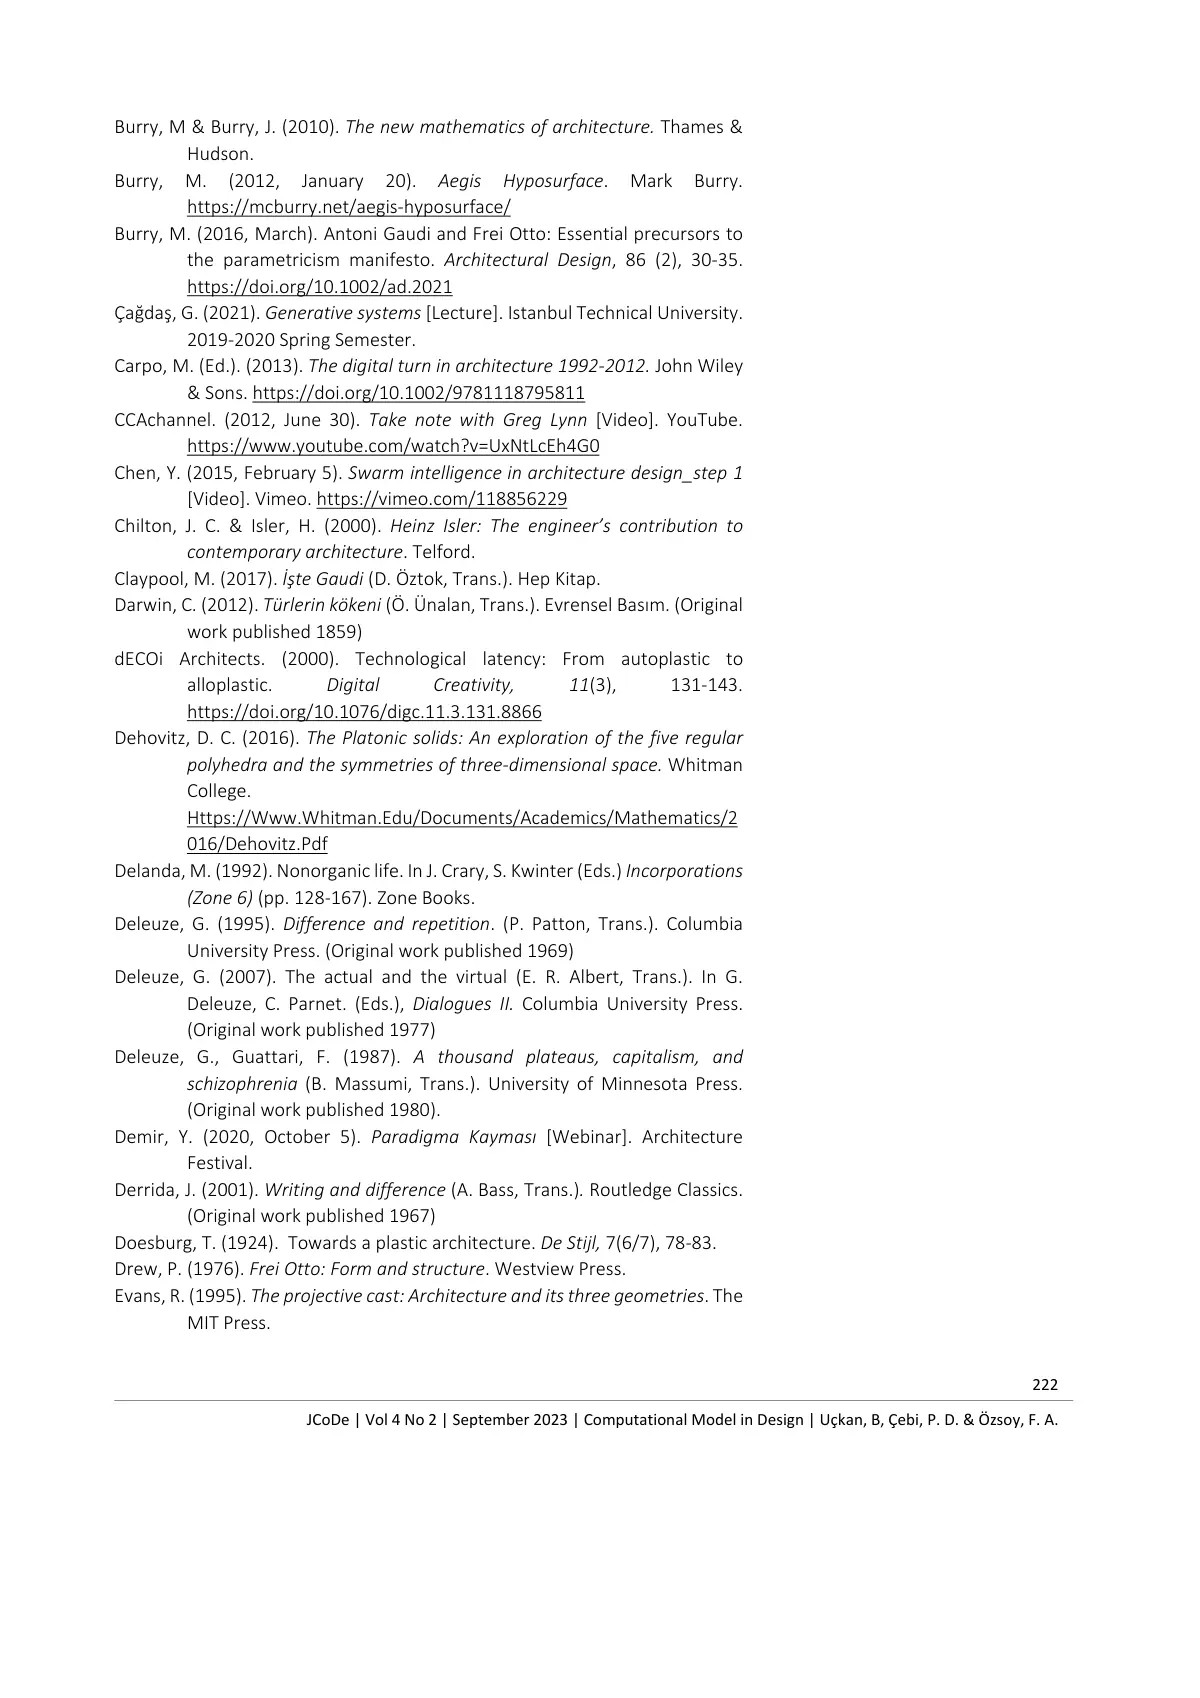 Burry, M & Burry, J. (2010). The new mathematics of architecture. Thames &
Hudson.
Burry, M. (2012, January 20). Aegis Hyposurface. Mark Burry.
https://mcburry.net/aegis-hyposurface/
Burry, M. (2016, March). Antoni Gaudi and Frei Otto: Essential precursors to
the parametricism manifesto. Architectural Design, 86 (2), 30-35.
https://doi.org/10.1002/ad.2021
Çağdaş, G. (2021). Generative systems [Lecture]. Istanbul Technical University.
2019-2020 Spring Semester.
Carpo, M. (Ed.). (2013). The digital turn in architecture 1992-2012. John Wiley
& Sons. https://doi.org/10.1002/9781118795811
CCAchannel. (2012, June 30). Take note with Greg Lynn [Video]. YouTube.
https://www.youtube.com/watch?v=UxNtLcEh4G0
Chen, Y. (2015, February 5). Swarm intelligence in architecture design_step 1
[Video]. Vimeo. https://vimeo.com/118856229
Chilton, J. C. & Isler, H. (2000). Heinz Isler: The engineer’s contribution to
contemporary architecture. Telford.
Claypool, M. (2017). İşte Gaudi (D. Öztok, Trans.). Hep Kitap.
Darwin, C. (2012). Türlerin kökeni (Ö. Ünalan, Trans.). Evrensel Basım. (Original
work published 1859)
dECOi Architects. (2000). Technological latency: From autoplastic to
alloplastic. Digital Creativity, 11(3), 131-143.
https://doi.org/10.1076/digc.11.3.131.8866
Dehovitz, D. C. (2016). The Platonic solids: An exploration of the five regular
polyhedra and the symmetries of three-dimensional space. Whitman
College.
Https://Www.Whitman.Edu/Documents/Academics/Mathematics/2
016/Dehovitz.Pdf
Delanda, M. (1992). Nonorganic life. In J. Crary, S. Kwinter (Eds.) Incorporations
(Zone 6) (pp. 128-167). Zone Books.
Deleuze, G. (1995). Difference and repetition. (P. Patton, Trans.). Columbia
University Press. (Original work published 1969)
Deleuze, G. (2007). The actual and the virtual (E. R. Albert, Trans.). In G.
Deleuze, C. Parnet. (Eds.), Dialogues II. Columbia University Press.
(Original work published 1977)
Deleuze, G., Guattari, F. (1987). A thousand plateaus, capitalism, and
schizophrenia (B. Massumi, Trans.). University of Minnesota Press.
(Original work published 1980).
Demir, Y. (2020, October 5). Paradigma Kayması [Webinar]. Architecture
Festival.
Derrida, J. (2001). Writing and difference (A. Bass, Trans.). Routledge Classics.
(Original work published 1967)
Doesburg, T. (1924). Towards a plastic architecture. De Stijl, 7(6/7), 78-83.
Drew, P. (1976). Frei Otto: Form and structure. Westview Press.
Evans, R. (1995). The projective cast: Architecture and its three geometries. The
MIT Press.
222
JCoDe | Vol 4 No 2 | September 2023 | Computational Model in Design | Uçkan, B, Çebi, P. D. & Özsoy, F. A.